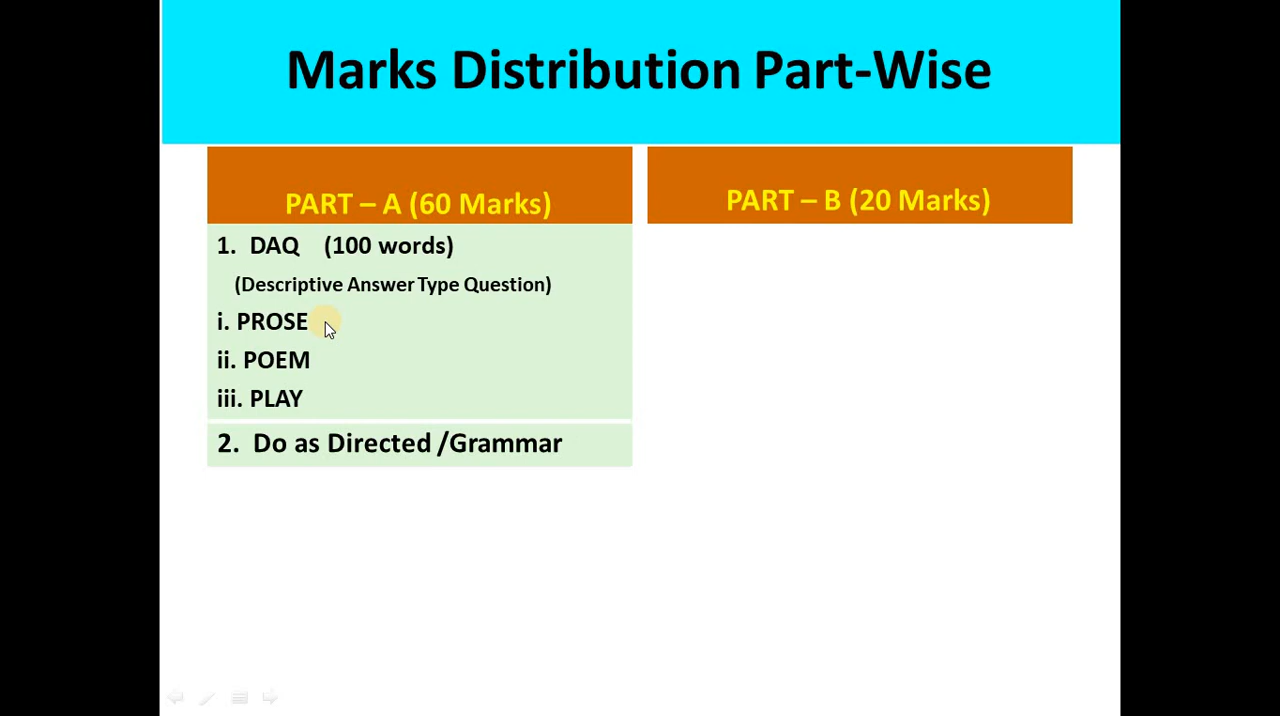 Marks Distribution Part-Wise
PART – A (60 Marks)
PART – B (20 Marks)
1. DAQ (100 words)
(Descriptive Answer Type Question)
i. PROSE
ii. POEM
iii. PLAY
2. Do as Directed /Grammar